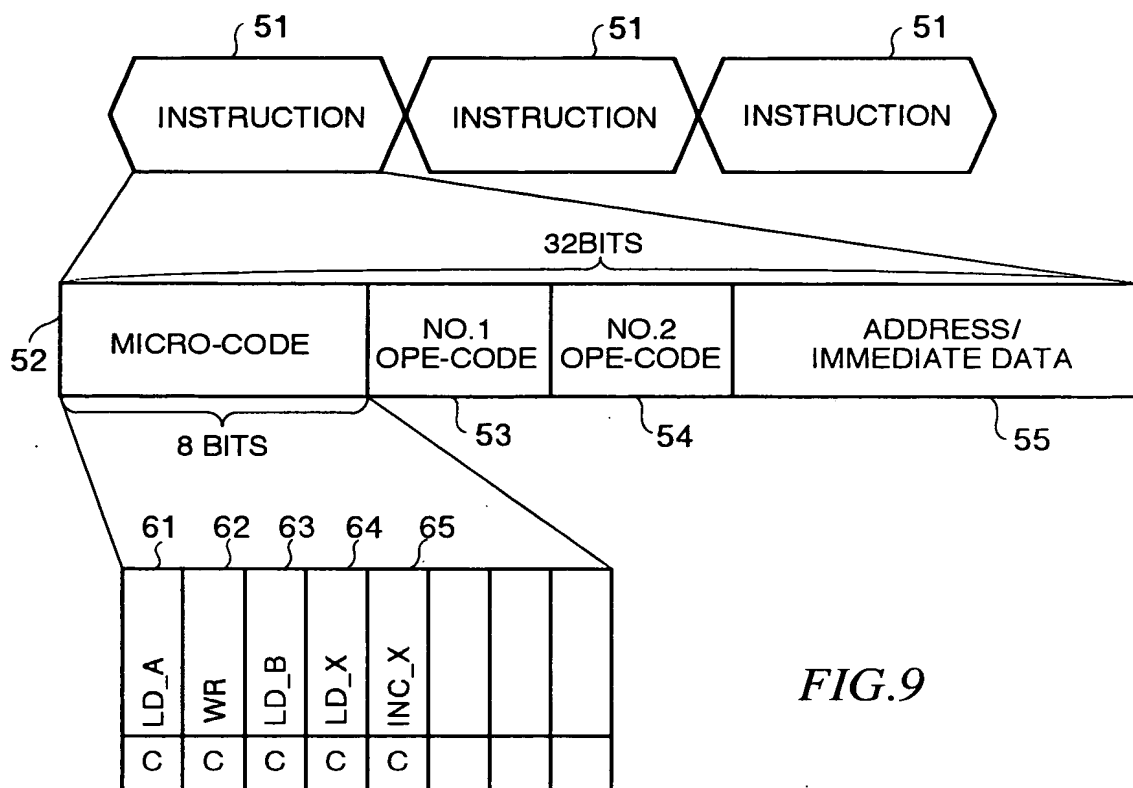 51 51 51
INSTRUCTION INSTRUCTION INSTRUCTION
32BITS
52 MICRO-CODE NO.1 OPE-CODE NO.2 OPE-CODE ADDRESS/ IMMEDIATE DATA
8 BITS 53 54 55
61 62 63 64 65
LD_A WR LD_B LD_X INC_X
C C C C C
FIG.9